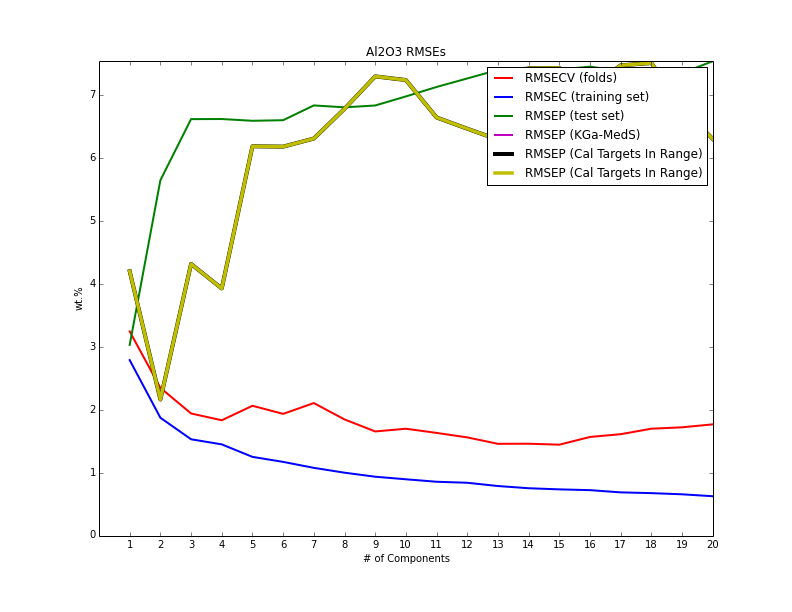 Al2O3 RMSEs
RMSECV (folds)
RMSEC (training set)
RMSEP (test set)
RMSEP (KGa-MedS)
RMSEP (Cal Targets In Range)
RMSEP (Cal Targets In Range)
7
6
5
4
3
2
1
0
wt.%
1 2 3 4 5 6 7 8 9 10 11 12 13 14 15 16 17 18 19 20
# of Components